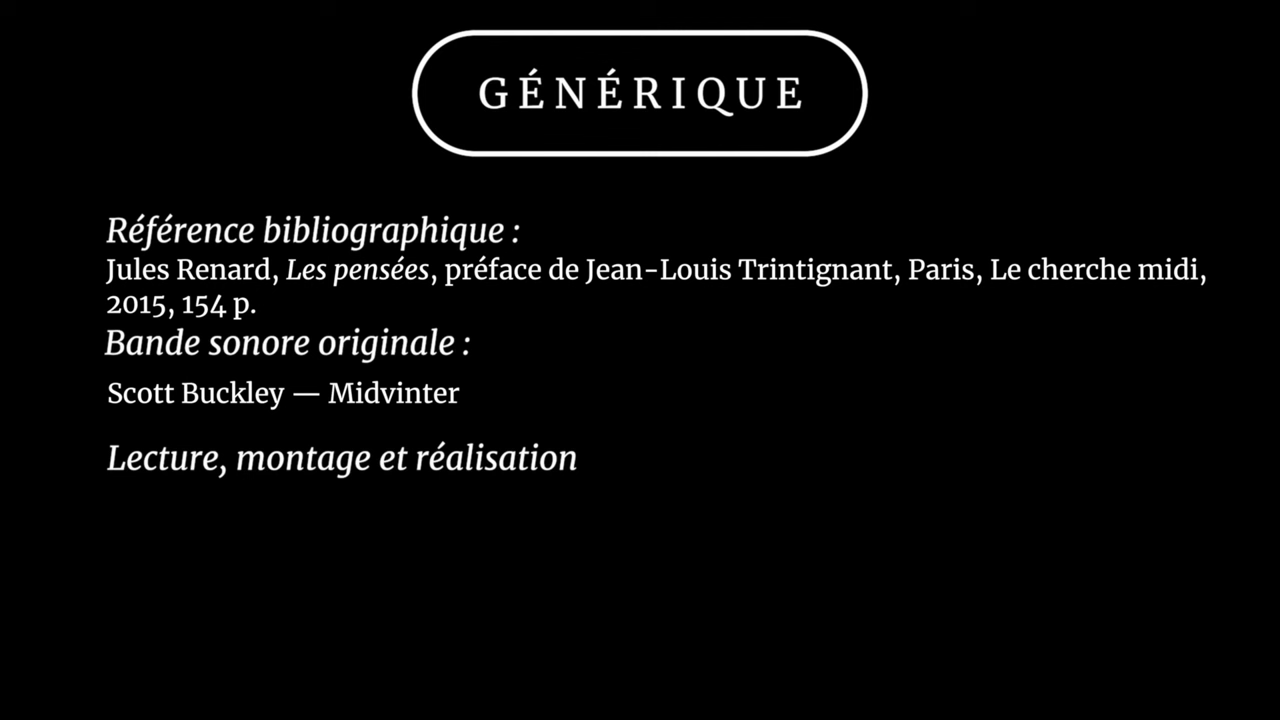 GÉNÉRIQUE
Référence bibliographique :
Jules Renard, Les pensées, préface de Jean-Louis Trintignant, Paris, Le cherche midi,
2015, 154 p.
Bande sonore originale :
Scott Buckley — Midvinter
Lecture, montage et réalisation